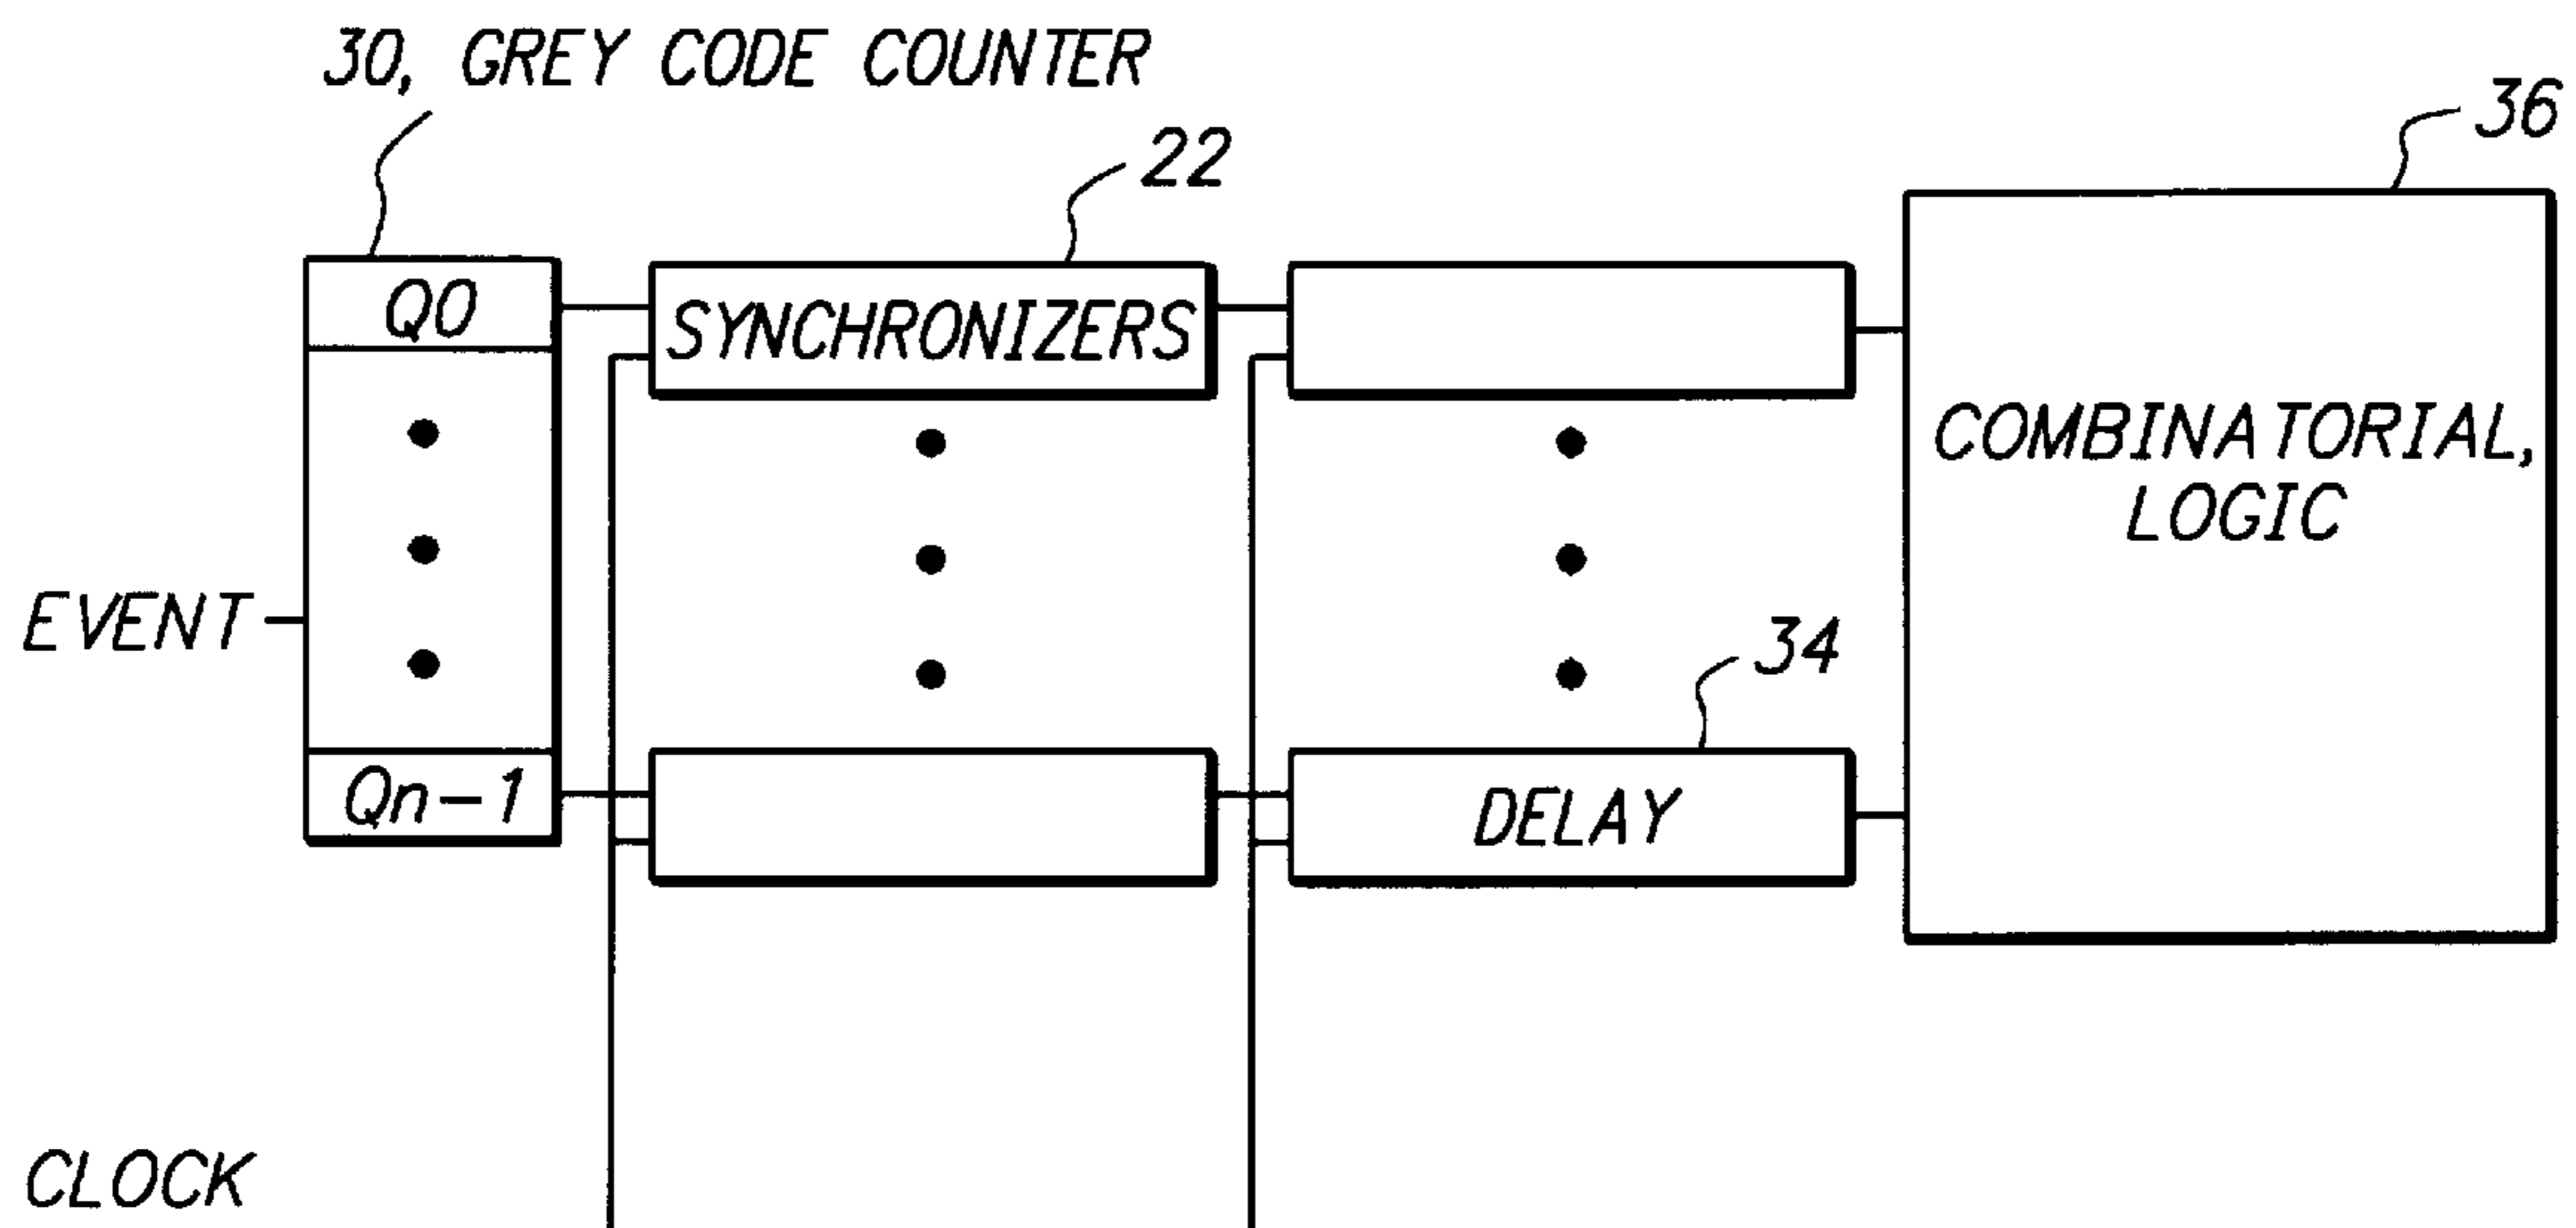 30, GREY CODE COUNTER
22
36
Q0
SYNCHRONIZERS
COMBINATORIAL,
LOGIC
EVENT
34
Qn-1
DELAY
CLOCK